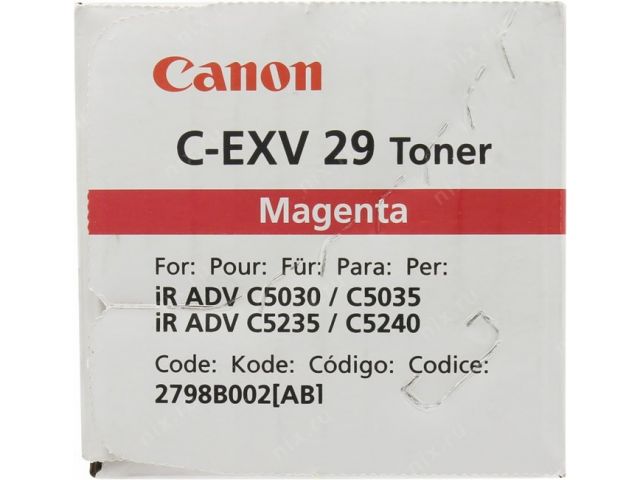 Canon
C-EXV 29 Toner
Magenta
For: Pour: Für: Para: Per:
iR ADV C5030 / C5035
iR ADV C5235 / C5240
Code: Kode: Código: Codice:
2798B002[AB]